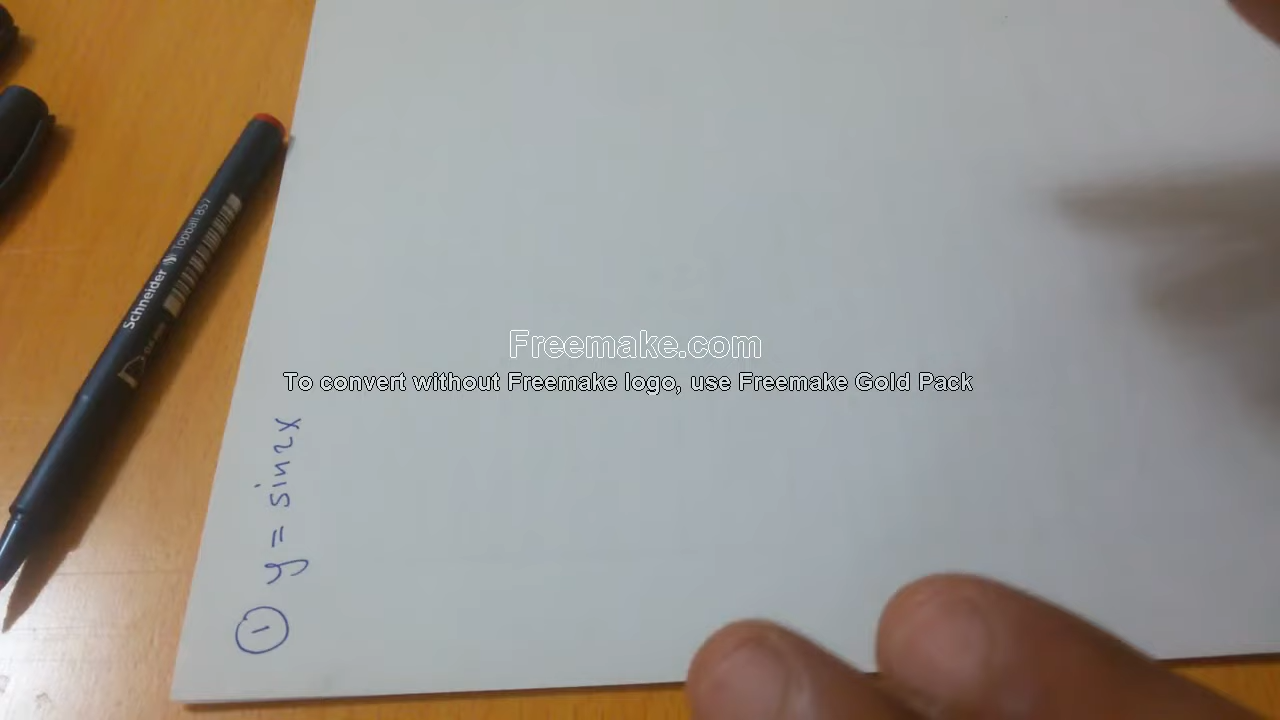 ① y = sin2x
Schneider Topball 857
Freemake.com
To convert without Freemake logo, use Freemake Gold Pack